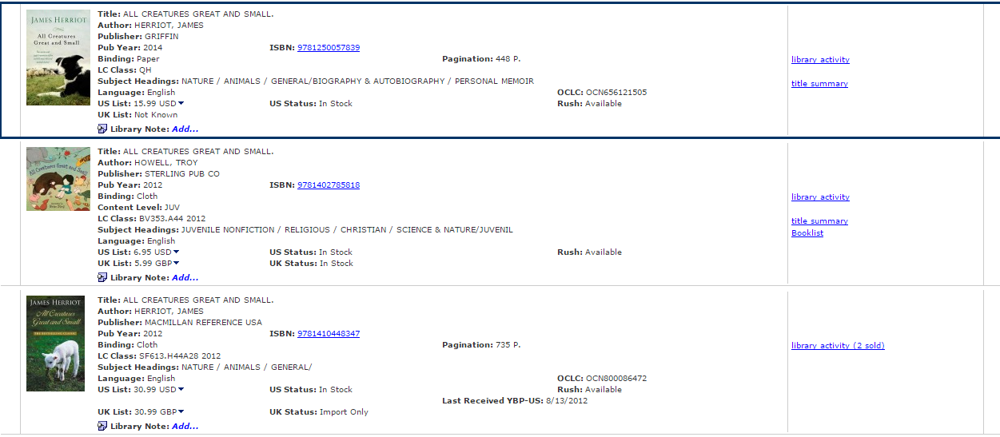 JAMES HERRIOT
All Creatures
Great and Small
Title: ALL CREATURES GREAT AND SMALL.
Author: HERRIOT, JAMES
Publisher: GRIFFIN
Pub Year: 2014 ISBN: 9781250057839
Binding: Paper Pagination: 448 P.
LC Class: QH
Subject Headings: NATURE / ANIMALS / GENERAL/BIOGRAPHY & AUTOBIOGRAPHY / PERSONAL MEMOIR
Language: English OCLC: OCN656121505
US List: 15.99 USD US Status: In Stock Rush: Available
UK List: Not Known
Library Note: Add...
library activity
title summary
All Creatures Great and Small
Title: ALL CREATURES GREAT AND SMALL.
Author: HOWELL, TROY
Publisher: STERLING PUB CO
Pub Year: 2012 ISBN: 9781402785818
Binding: Cloth
Content Level: JUV
LC Class: BV353.A44 2012
Subject Headings: JUVENILE NONFICTION / RELIGIOUS / CHRISTIAN / SCIENCE & NATURE/JUVENIL
Language: English
US List: 6.95 USD US Status: In Stock Rush: Available
UK List: 5.99 GBP UK Status: In Stock
Library Note: Add...
library activity
title summary
Booklist
JAMES HERRIOT
All Creatures
Great and Small
Title: ALL CREATURES GREAT AND SMALL.
Author: HERRIOT, JAMES
Publisher: MACMILLAN REFERENCE USA
Pub Year: 2012 ISBN: 9781410448347
Binding: Cloth Pagination: 735 P.
LC Class: SF613.H44A28 2012
Subject Headings: NATURE / ANIMALS / GENERAL/
Language: English OCLC: OCN800086472
US List: 30.99 USD US Status: In Stock Rush: Available
Last Received YBP-US: 8/13/2012
UK List: 30.99 GBP UK Status: Import Only
Library Note: Add...
library activity (2 sold)